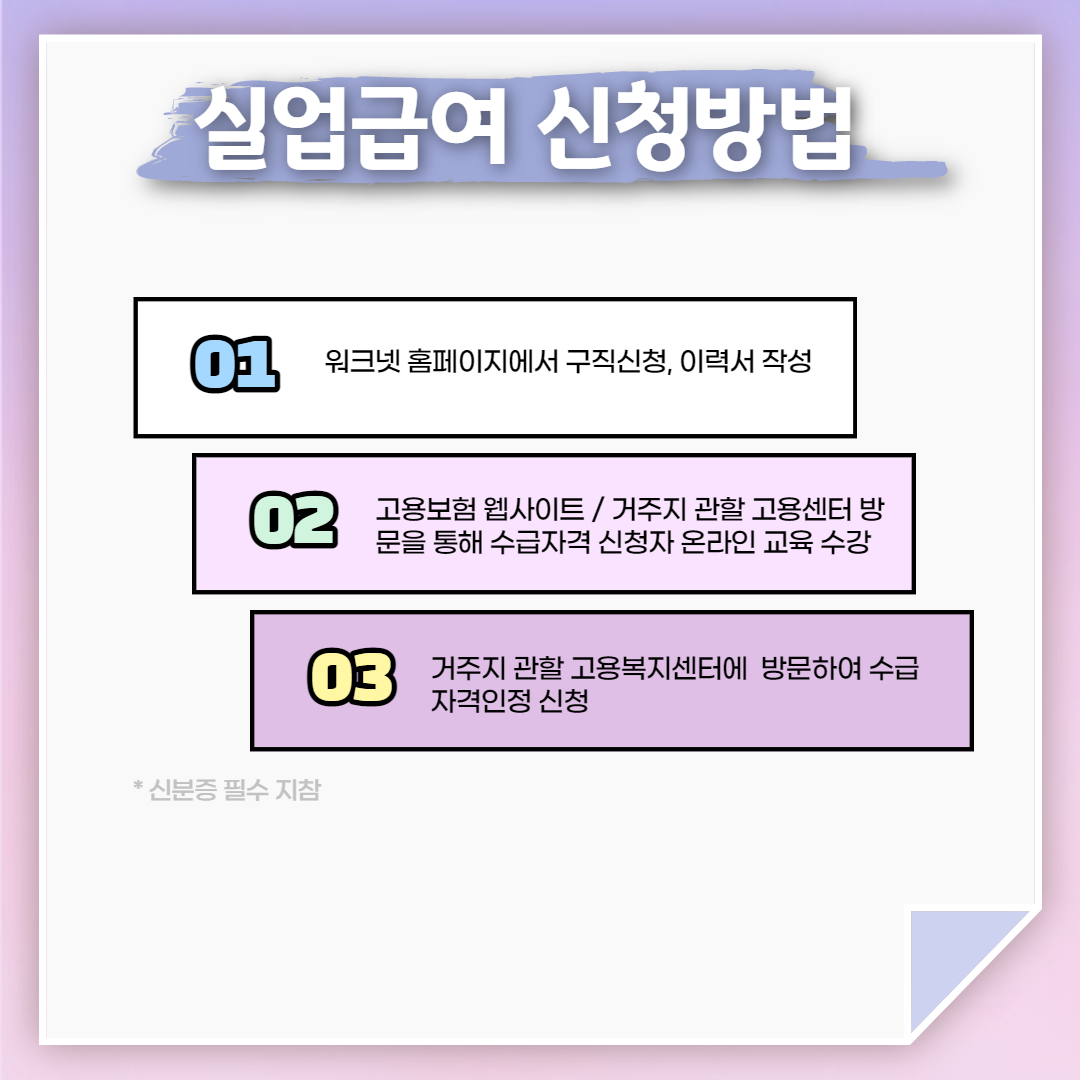 실업급여 신청방법
01
워크넷 홈페이지에서 구직신청, 이력서 작성
02
고용보험 웹사이트 / 거주지 관할 고용센터 방
문을 통해 수급자격 신청자 온라인 교육 수강
03
거주지 관할 고용복지센터에  방문하여 수급
자격인정 신청
* 신분증 필수 지참